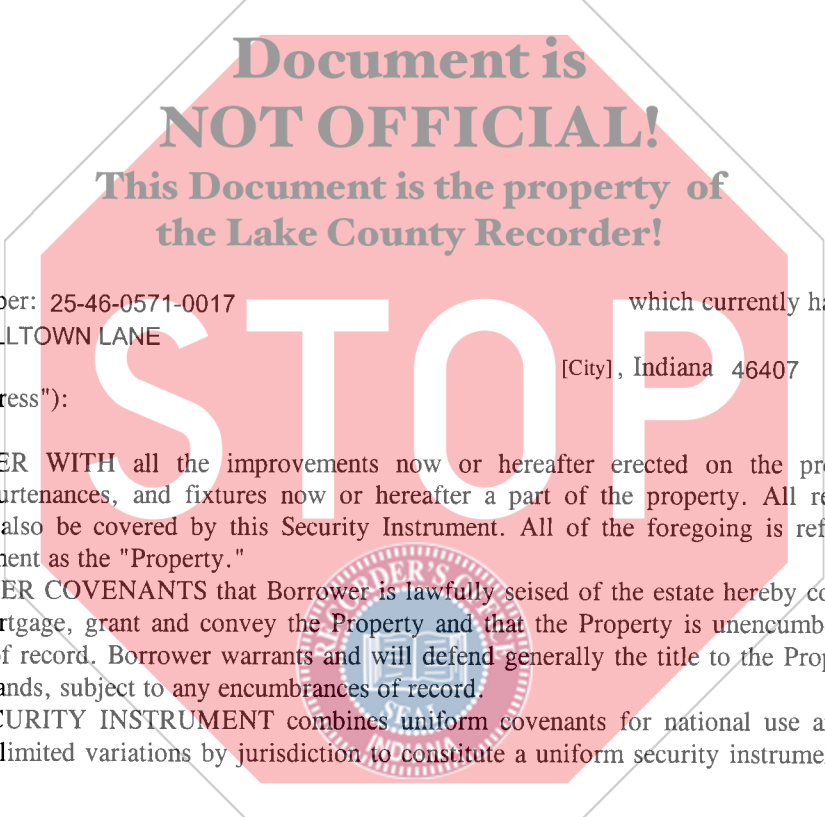 Document is
NOT OFFICIAL!
This Document is the property of
the Lake County Recorder!
STOP
ber: 25-46-0571-0017 which currently ha
LLTOWN LANE
[City], Indiana 46407
ress"):
ER WITH all the improvements now or hereafter erected on the pro
urtenances, and fixtures now or hereafter a part of the property. All re
also be covered by this Security Instrument. All of the foregoing is ref
nent as the "Property."
ER COVENANTS that Borrower is lawfully seised of the estate hereby co
rtgage, grant and convey the Property and that the Property is unencumb
of record. Borrower warrants and will defend generally the title to the Prop
ands, subject to any encumbrances of record.
CURITY INSTRUMENT combines uniform covenants for national use a
limited variations by jurisdiction to constitute a uniform security instrume
RECORDER'S
SEAL
INDIANA